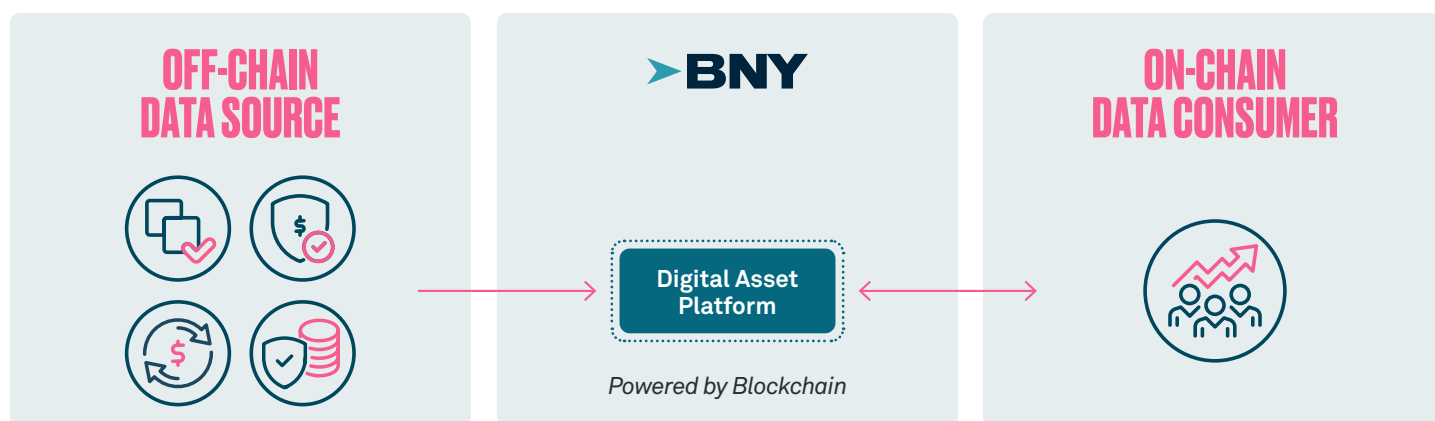 OFF-CHAIN
DATA SOURCE
$
$
BNY
Digital Asset
Platform
Powered by Blockchain
ON-CHAIN
DATA CONSUMER